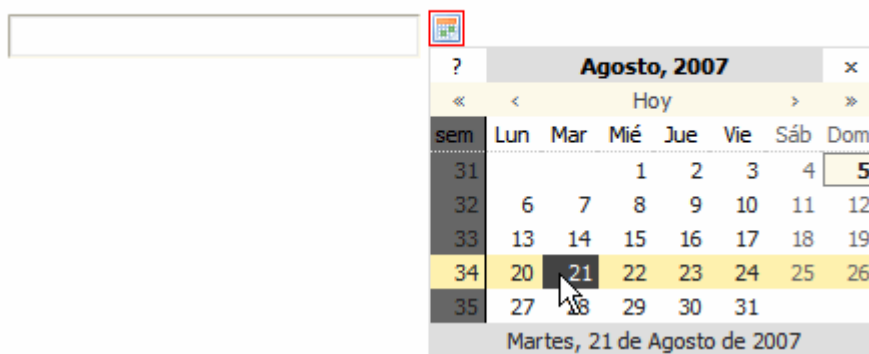 ? Agosto, 2007 ×
« ‹ Hoy › »
sem Lun Mar Mié Jue Vie Sáb Dom
31 1 2 3 4 5
32 6 7 8 9 10 11 12
33 13 14 15 16 17 18 19
34 20 21 22 23 24 25 26
35 27 28 29 30 31
Martes, 21 de Agosto de 2007